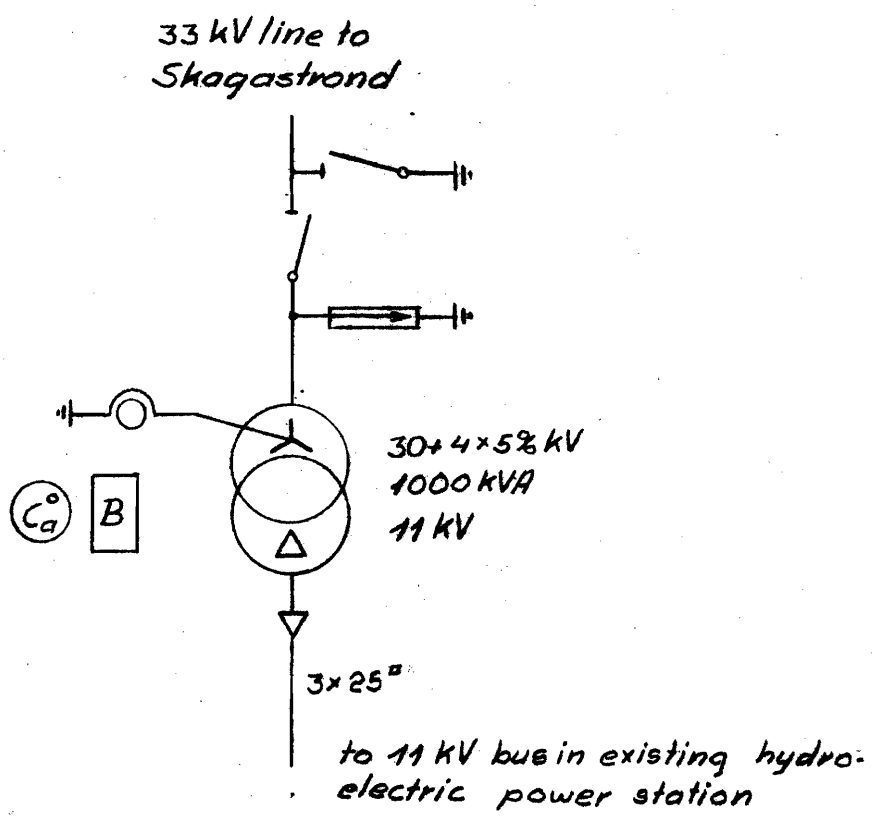 33 kV line to
Skagastrond
30+4×5% kV
1000 kVA
11 kV
C°a
B
3×25¤
to 11 kV bus in existing hydro-
electric power station